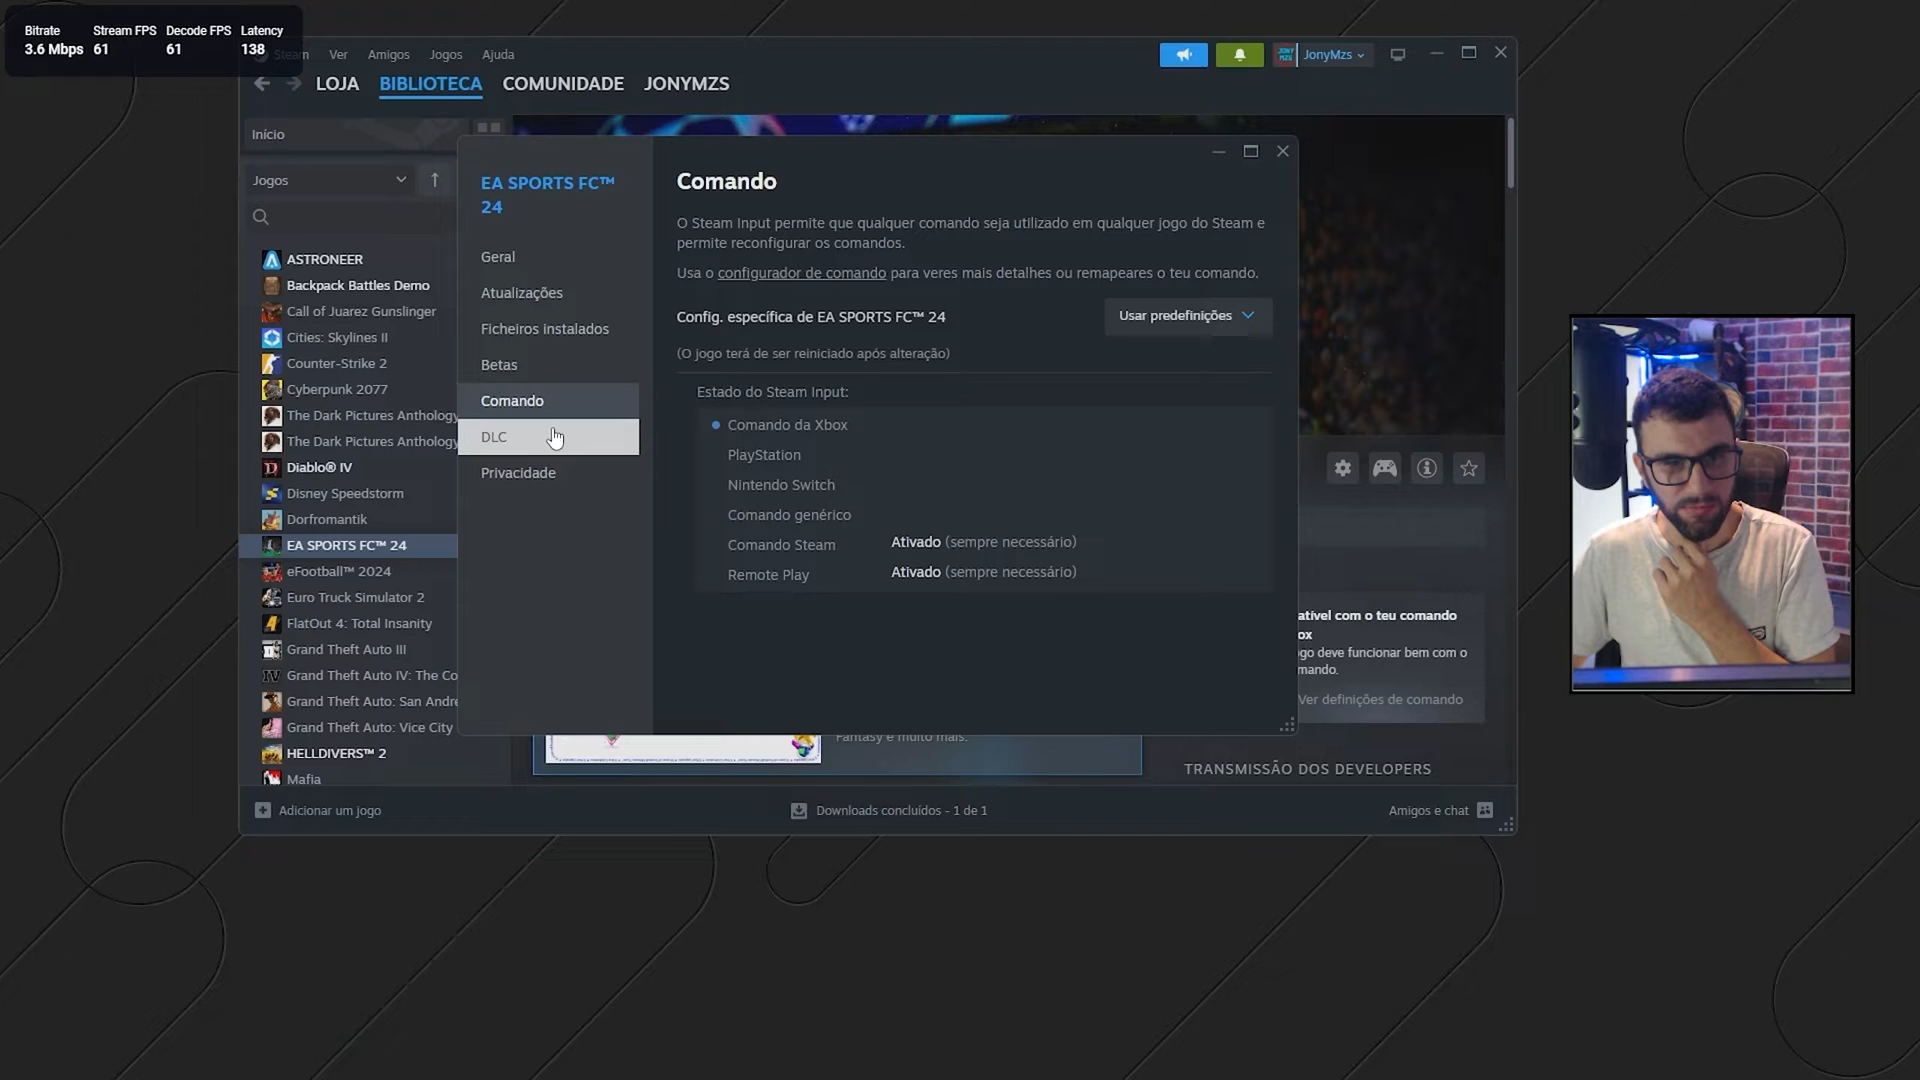 Bitrate Stream FPS Decode FPS Latency
3.6 Mbps 61 61 138
Steam Ver Amigos Jogos Ajuda
JONY MZS JonyMzs
LOJA BIBLIOTECA COMUNIDADE JONYMZS
Início
Jogos
ASTRONEER
Backpack Battles Demo
Call of Juarez Gunslinger
Cities: Skylines II
Counter-Strike 2
Cyberpunk 2077
The Dark Pictures Anthology
The Dark Pictures Anthology
Diablo® IV
Disney Speedstorm
Dorfromantik
EA SPORTS FC™ 24
eFootball™ 2024
Euro Truck Simulator 2
FlatOut 4: Total Insanity
Grand Theft Auto III
Grand Theft Auto IV: The Co
Grand Theft Auto: San Andre
Grand Theft Auto: Vice City
HELLDIVERS™ 2
Mafia
EA SPORTS FC™
24
Geral
Atualizações
Ficheiros instalados
Betas
Comando
DLC
Privacidade
Comando
O Steam Input permite que qualquer comando seja utilizado em qualquer jogo do Steam e
permite reconfigurar os comandos.
Usa o configurador de comando para veres mais detalhes ou remapeares o teu comando.
Config. específica de EA SPORTS FC™ 24 Usar predefinições
(O jogo terá de ser reiniciado após alteração)
Estado do Steam Input:
Comando da Xbox
PlayStation
Nintendo Switch
Comando genérico
Comando Steam Ativado (sempre necessário)
Remote Play Ativado (sempre necessário)
ativel com o teu comando
ox
go deve funcionar bem com o
mando.
Ver definições de comando
Fantasy e muito mais.
TRANSMISSÃO DOS DEVELOPERS
Adicionar um jogo
Downloads concluídos - 1 de 1
Amigos e chat